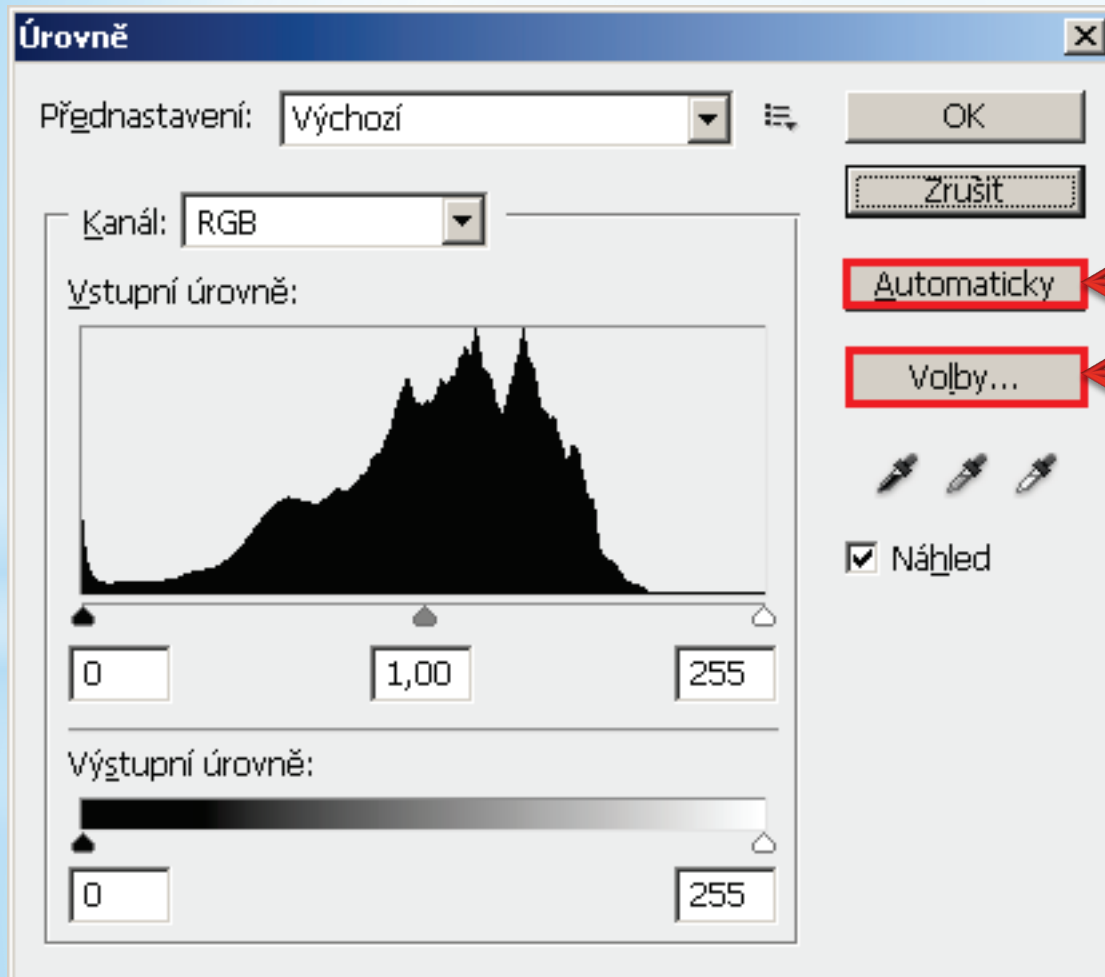 Úrovně
Přednastavení: Výchozí
OK
Zrušit
Kanál: RGB
Automaticky
Vstupní úrovně:
Volby...
Náhled
0 1,00 255
Výstupní úrovně:
0 255